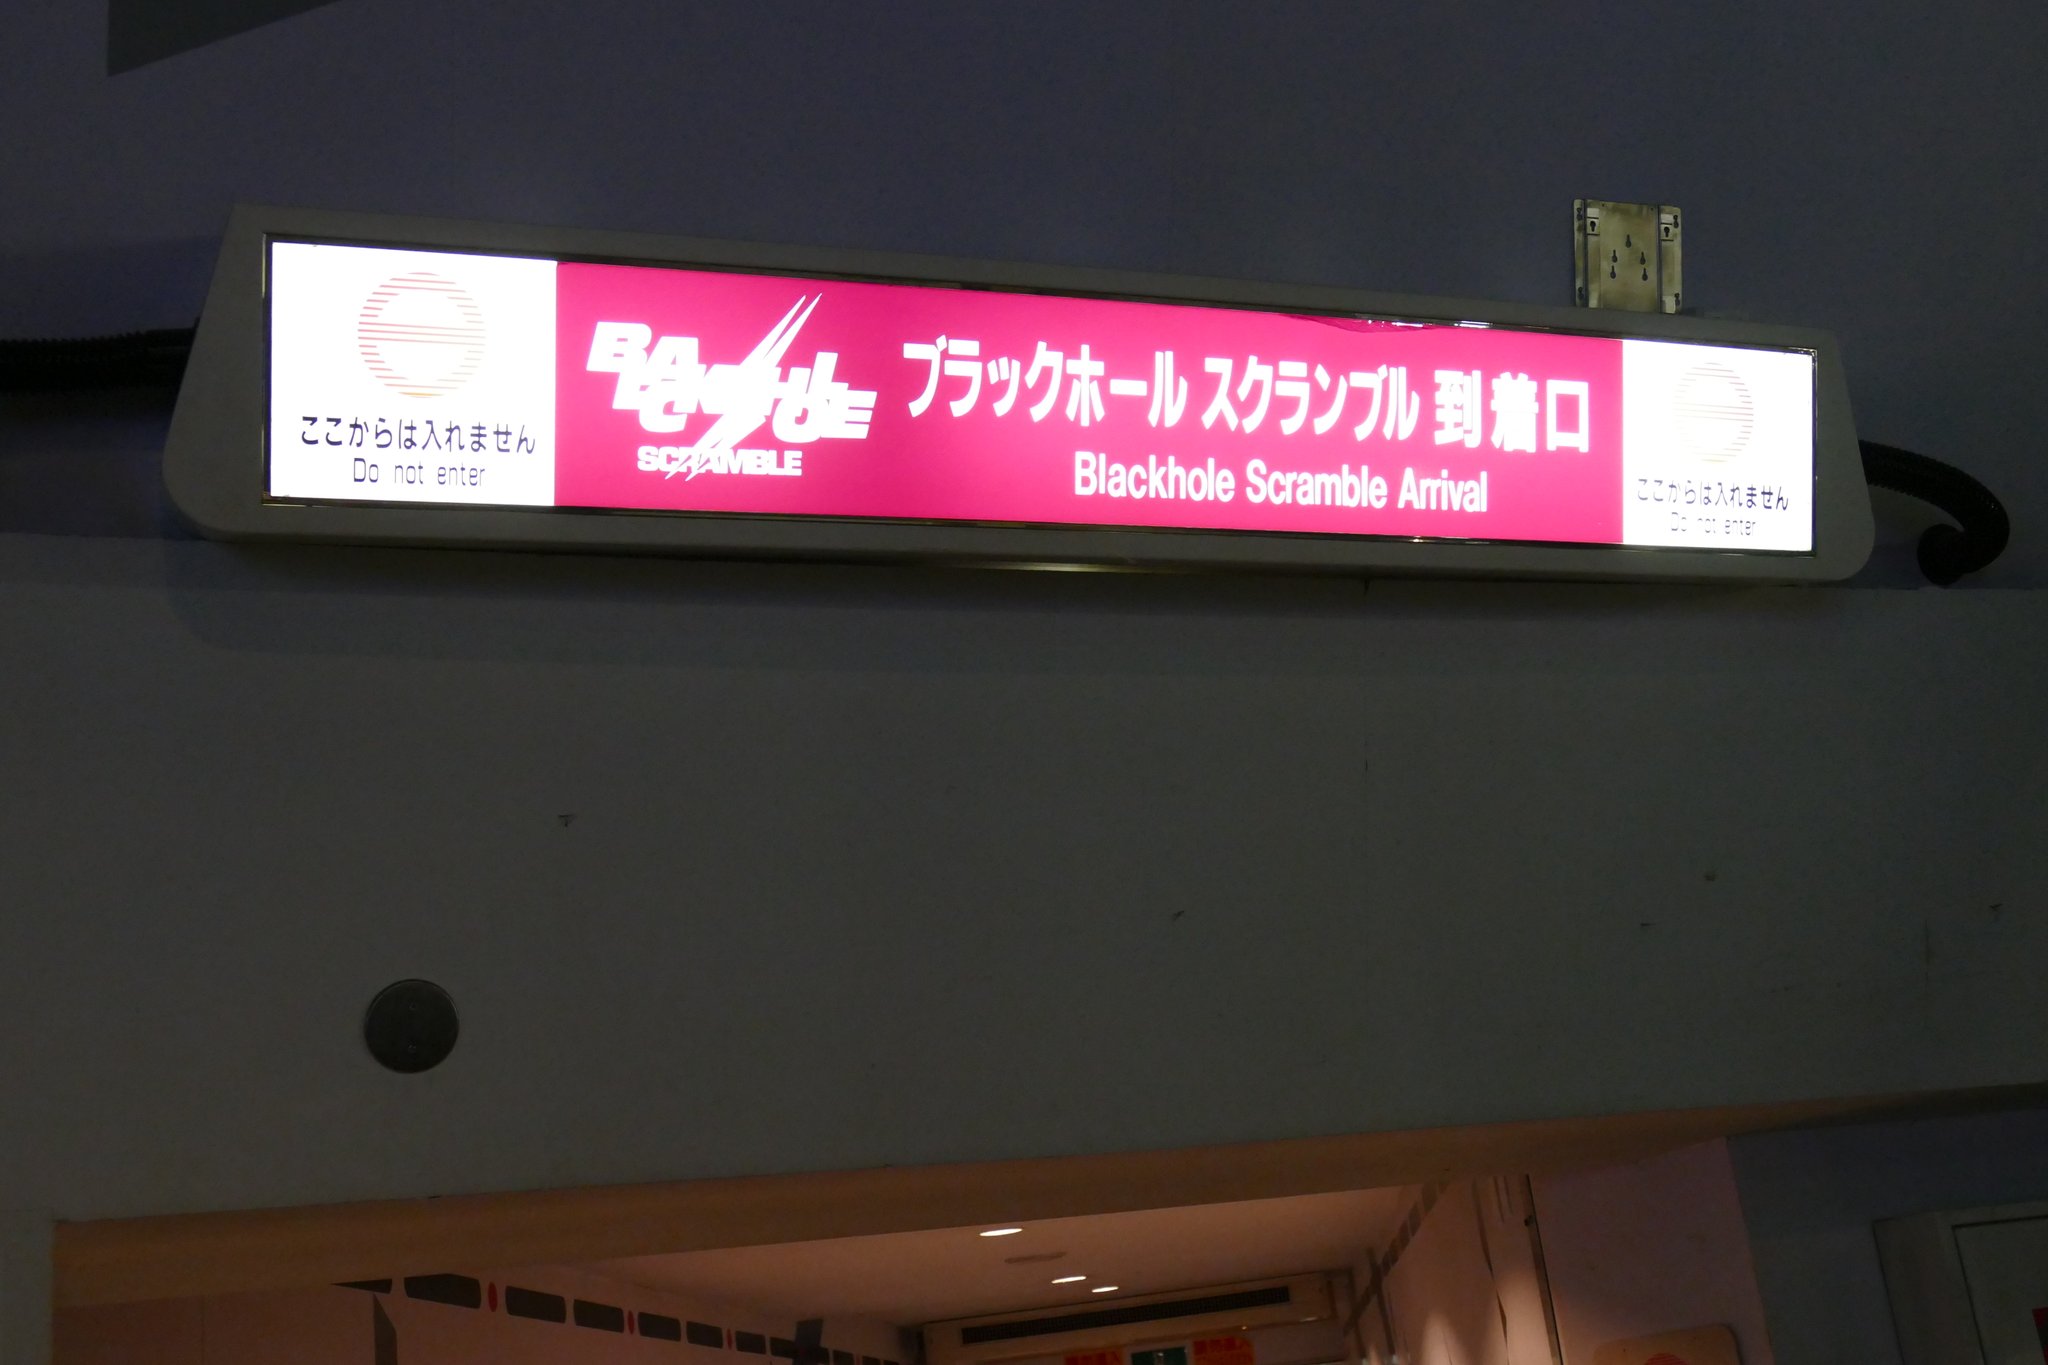 ここからは入れません
Do not enter
BLACKHOLE
SCRAMBLE
ブラックホール スクランブル 到着口
Blackhole Scramble Arrival
ここからは入れません
Do not enter